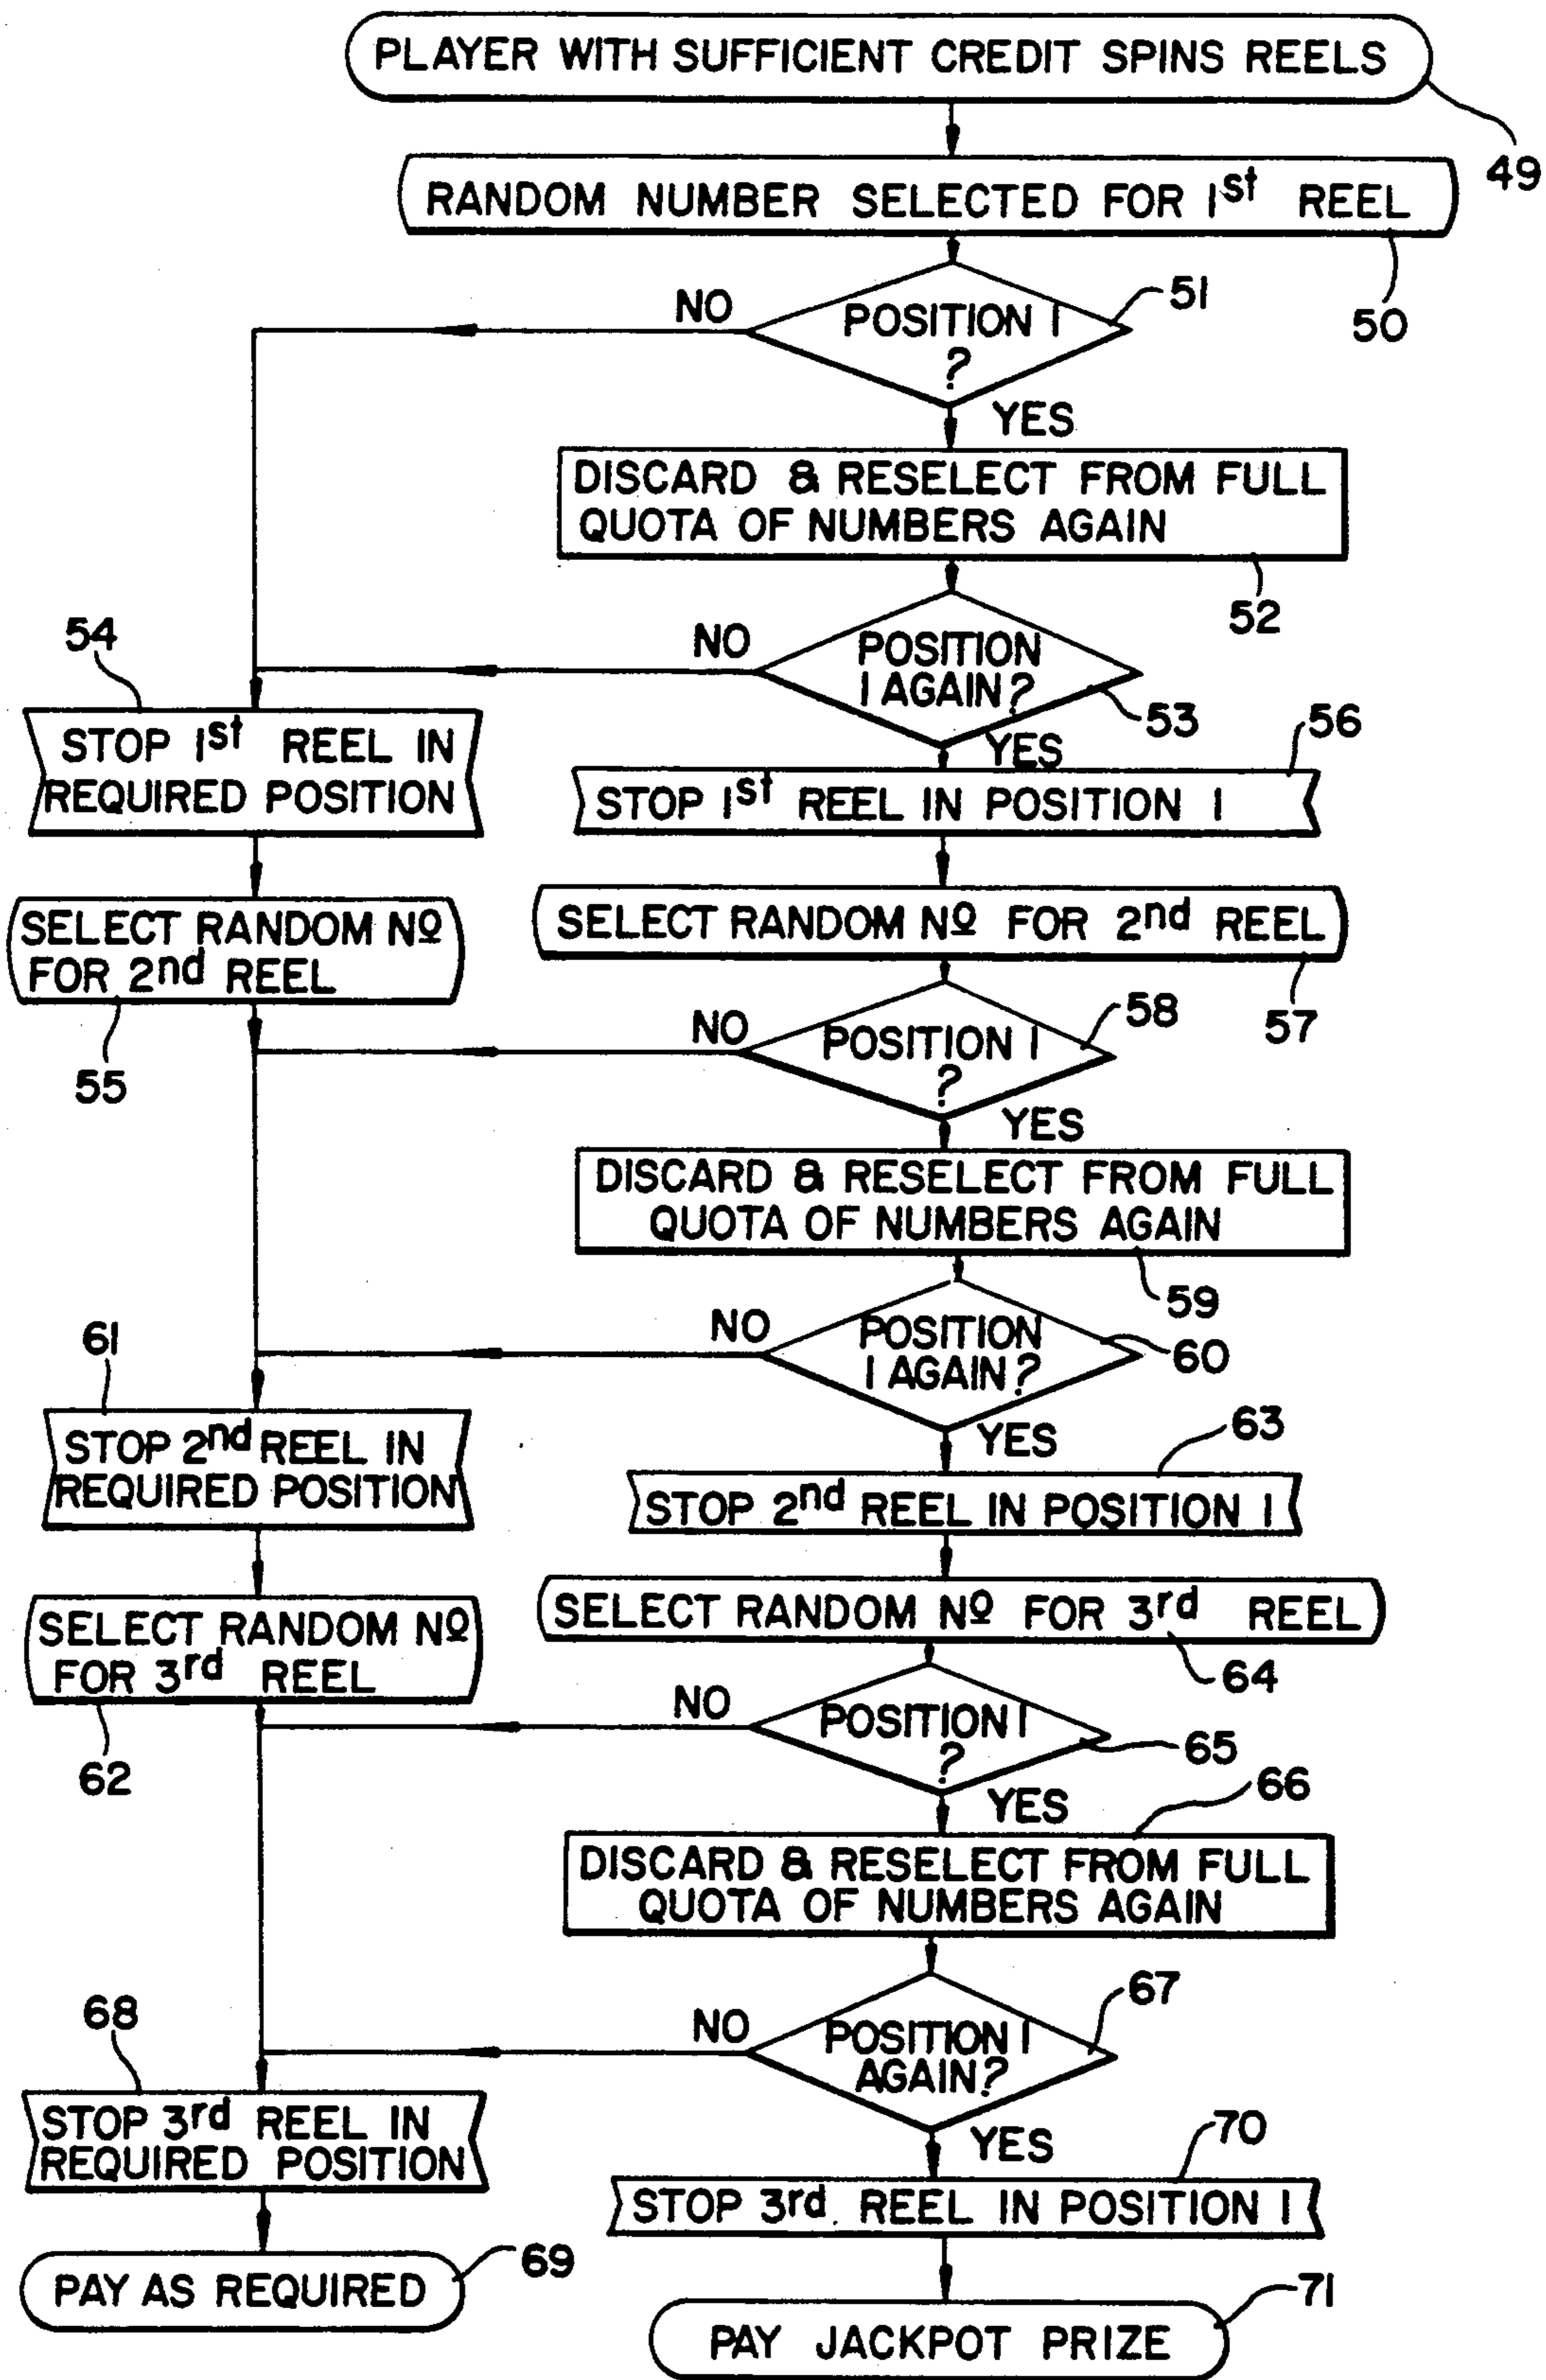 PLAYER WITH SUFFICIENT CREDIT SPINS REELS
49
RANDOM NUMBER SELECTED FOR 1st REEL
50
POSITION 1
?
51
NO
YES
DISCARD & RESELECT FROM FULL
QUOTA OF NUMBERS AGAIN
52
POSITION
1 AGAIN?
53
NO
YES
54
STOP 1st REEL IN
REQUIRED POSITION
56
STOP 1st REEL IN POSITION 1
SELECT RANDOM Nº
FOR 2nd REEL
55
SELECT RANDOM Nº FOR 2nd REEL
57
POSITION 1
?
58
NO
YES
DISCARD & RESELECT FROM FULL
QUOTA OF NUMBERS AGAIN
59
POSITION
1 AGAIN?
60
NO
YES
61
STOP 2nd REEL IN
REQUIRED POSITION
63
STOP 2nd REEL IN POSITION 1
SELECT RANDOM Nº
FOR 3rd REEL
62
SELECT RANDOM Nº FOR 3rd REEL
64
POSITION 1
?
65
NO
YES
66
DISCARD & RESELECT FROM FULL
QUOTA OF NUMBERS AGAIN
POSITION 1
AGAIN?
67
NO
YES
68
STOP 3rd REEL IN
REQUIRED POSITION
70
STOP 3rd REEL IN POSITION 1
PAY AS REQUIRED
69
PAY JACKPOT PRIZE
71